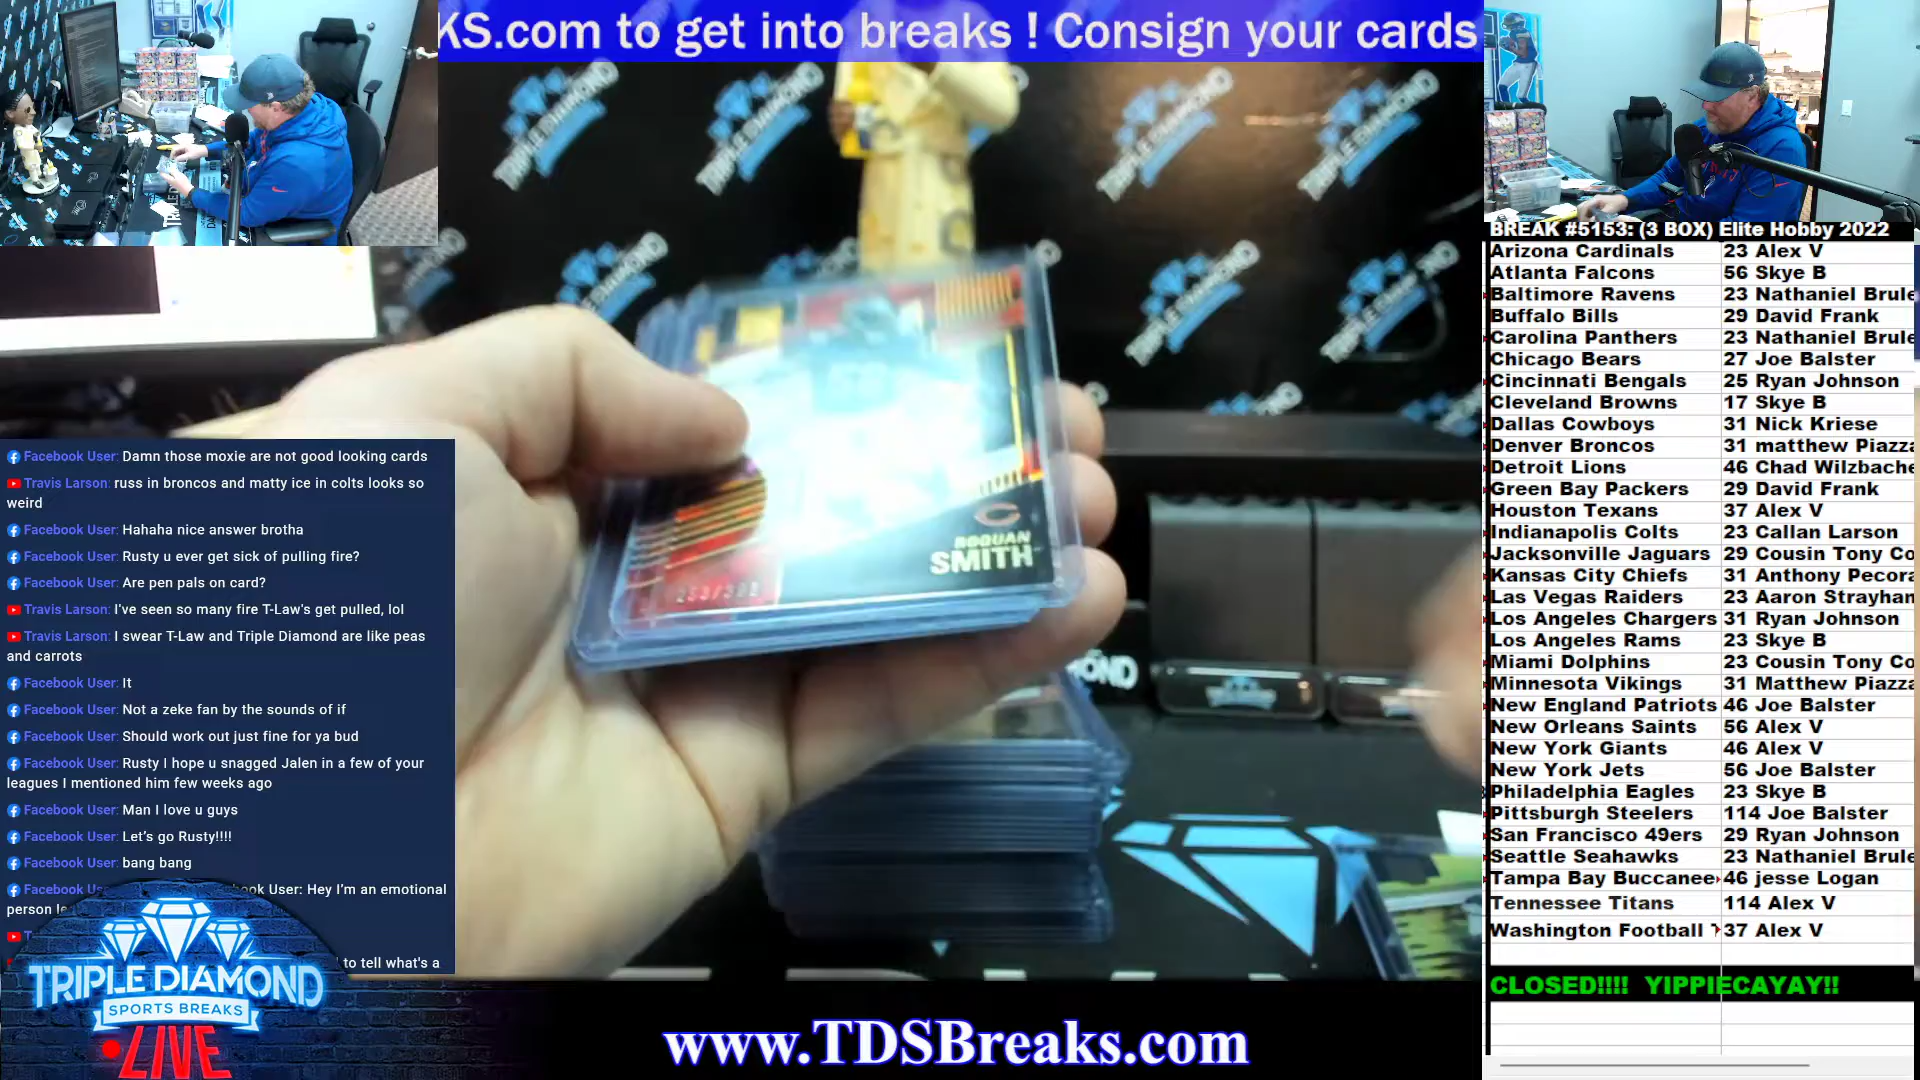 KS.com to get into breaks ! Consign your cards
TRIPLE DIAMOND
ROQUAN
SMITH
BREAK #5153: (3 BOX) Elite Hobby 2022
Arizona Cardinals 23 Alex V
Atlanta Falcons 56 Skye B
Baltimore Ravens 23 Nathaniel Brule
Buffalo Bills 29 David Frank
Carolina Panthers 23 Nathaniel Brule
Chicago Bears 27 Joe Balster
Cincinnati Bengals 25 Ryan Johnson
Cleveland Browns 17 Skye B
Dallas Cowboys 31 Nick Kriese
Denver Broncos 31 matthew Piazza
Detroit Lions 46 Chad Wilzbache
Green Bay Packers 29 David Frank
Houston Texans 37 Alex V
Indianapolis Colts 23 Callan Larson
Jacksonville Jaguars 29 Cousin Tony Co
Kansas City Chiefs 31 Anthony Pecora
Las Vegas Raiders 23 Aaron Strayhan
Los Angeles Chargers 31 Ryan Johnson
Los Angeles Rams 23 Skye B
Miami Dolphins 23 Cousin Tony Co
Minnesota Vikings 31 Matthew Piazza
New England Patriots 46 Joe Balster
New Orleans Saints 56 Alex V
New York Giants 46 Alex V
New York Jets 56 Joe Balster
Philadelphia Eagles 23 Skye B
Pittsburgh Steelers 114 Joe Balster
San Francisco 49ers 29 Ryan Johnson
Seattle Seahawks 23 Nathaniel Brule
Tampa Bay Buccanee 46 jesse Logan
Tennessee Titans 114 Alex V
Washington Football 37 Alex V
CLOSED!!!! YIPPIECAYAY!!
Facebook User: Damn those moxie are not good looking cards
Travis Larson: russ in broncos and matty ice in colts looks so
weird
Facebook User: Hahaha nice answer brotha
Facebook User: Rusty u ever get sick of pulling fire?
Facebook User: Are pen pals on card?
Travis Larson: I've seen so many fire T-Law's get pulled, lol
Travis Larson: I swear T-Law and Triple Diamond are like peas
and carrots
Facebook User: It
Facebook User: Not a zeke fan by the sounds of if
Facebook User: Should work out just fine for ya bud
Facebook User: Rusty I hope u snagged Jalen in a few of your
leagues I mentioned him few weeks ago
Facebook User: Man I love u guys
Facebook User: Let's go Rusty!!!!
Facebook User: bang bang
Facebook Us ook User: Hey I'm an emotional
person le
to tell what's a
TRIPLE DIAMOND
SPORTS BREAKS
LIVE
www.TDSBreaks.com